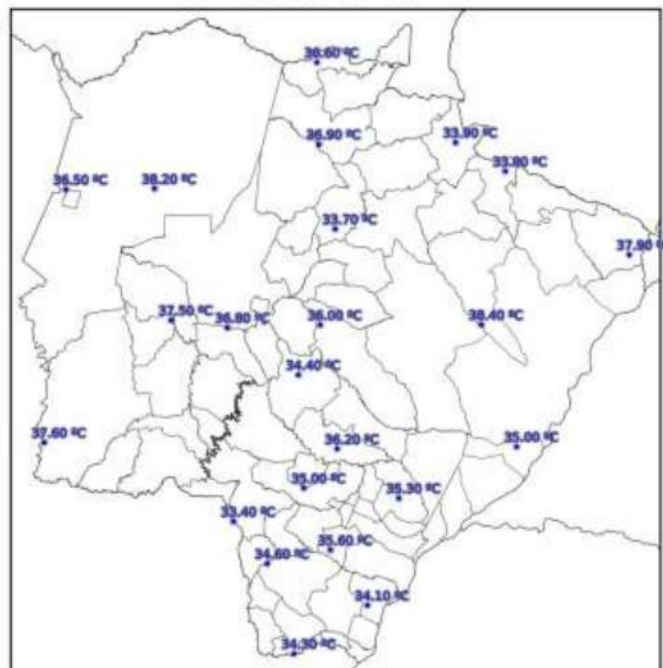 36.60 ºC
36.90 ºC
33.90 ºC
33.80 ºC
36.50 ºC
38.20 ºC
33.70 ºC
37.90 º
37.50 ºC
36.80 ºC
36.00 ºC
38.40 ºC
34.40 ºC
37.60 ºC
36.20 ºC
35.00 ºC
35.00 ºC
35.30 ºC
33.40 ºC
35.60 ºC
34.60 ºC
34.10 ºC
34.30 ºC